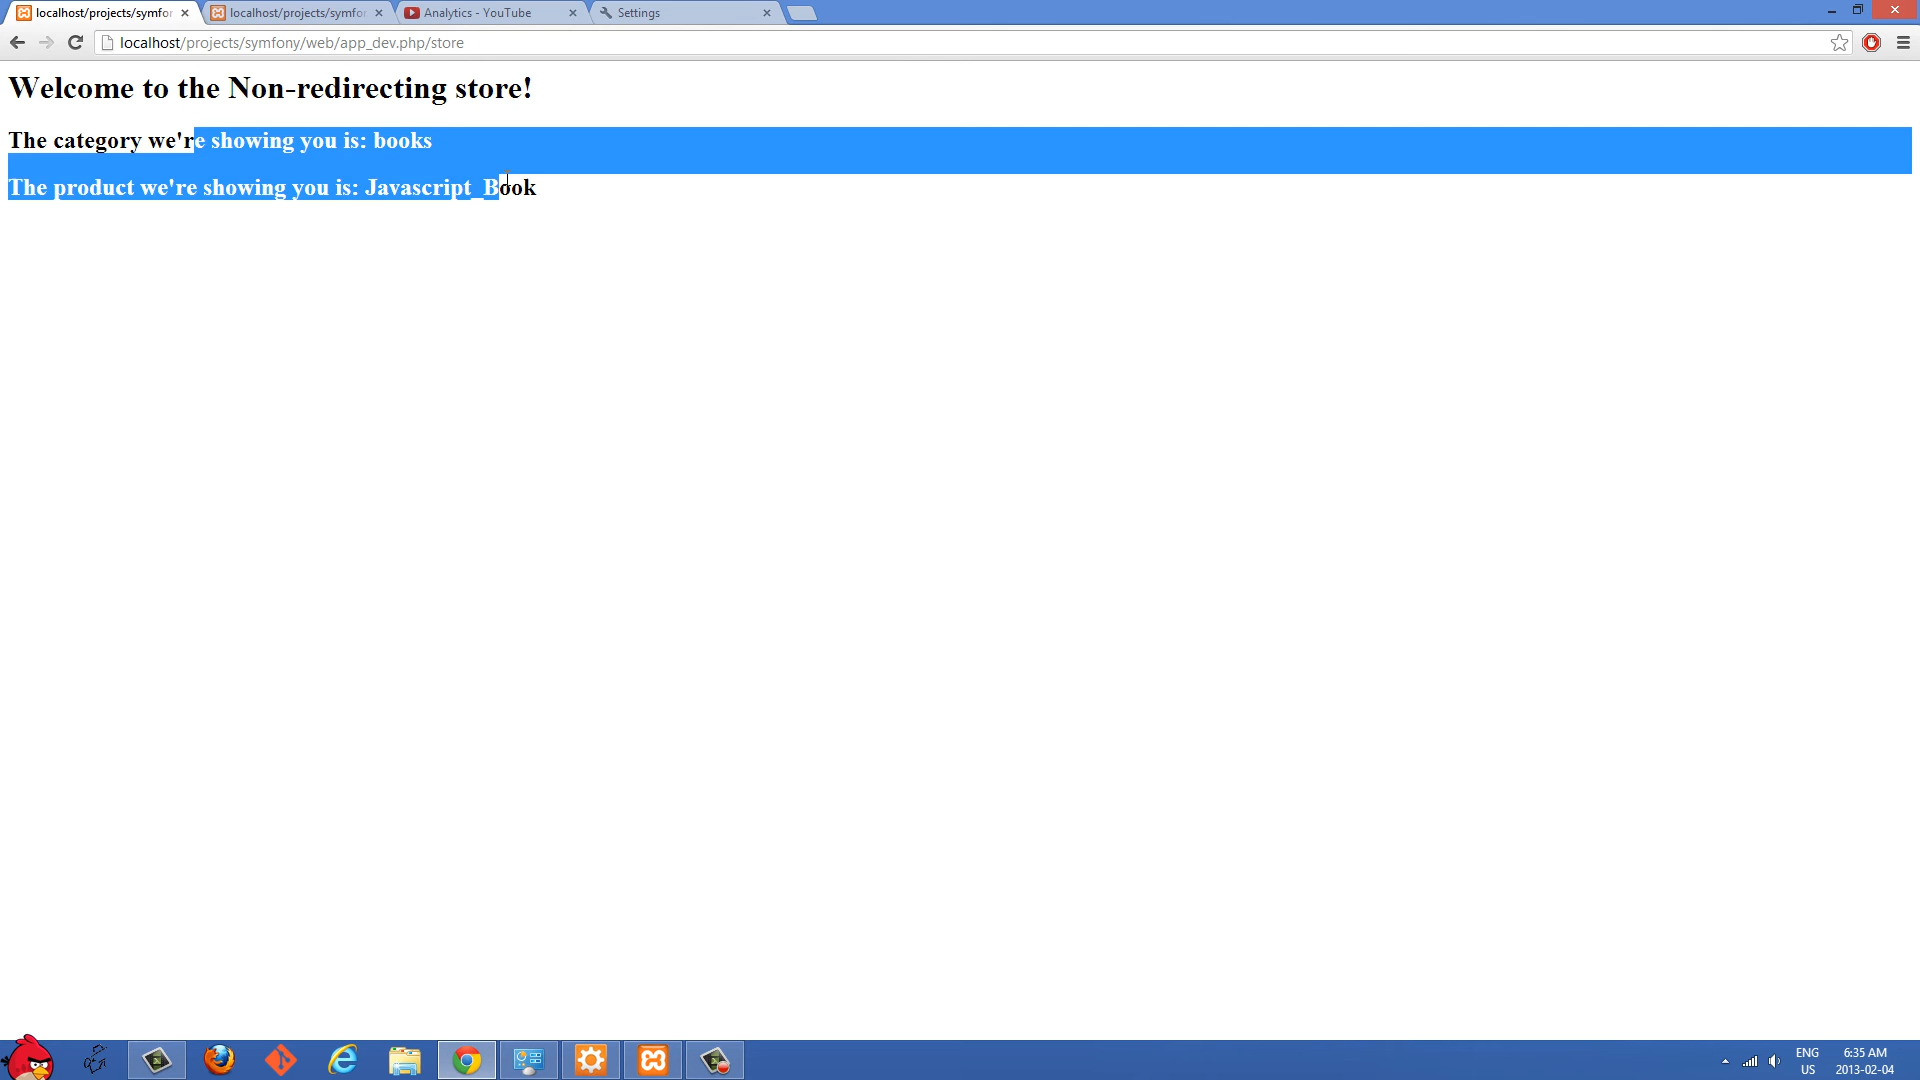 localhost/projects/symfo
localhost/projects/symfo
Analytics - YouTube
Settings
localhost/projects/symfony/web/app_dev.php/store
Welcome to the Non-redirecting store!
The category we're showing you is: books
The product we're showing you is: Javascript_Book
ENG
US
6:35 AM
2013-02-04